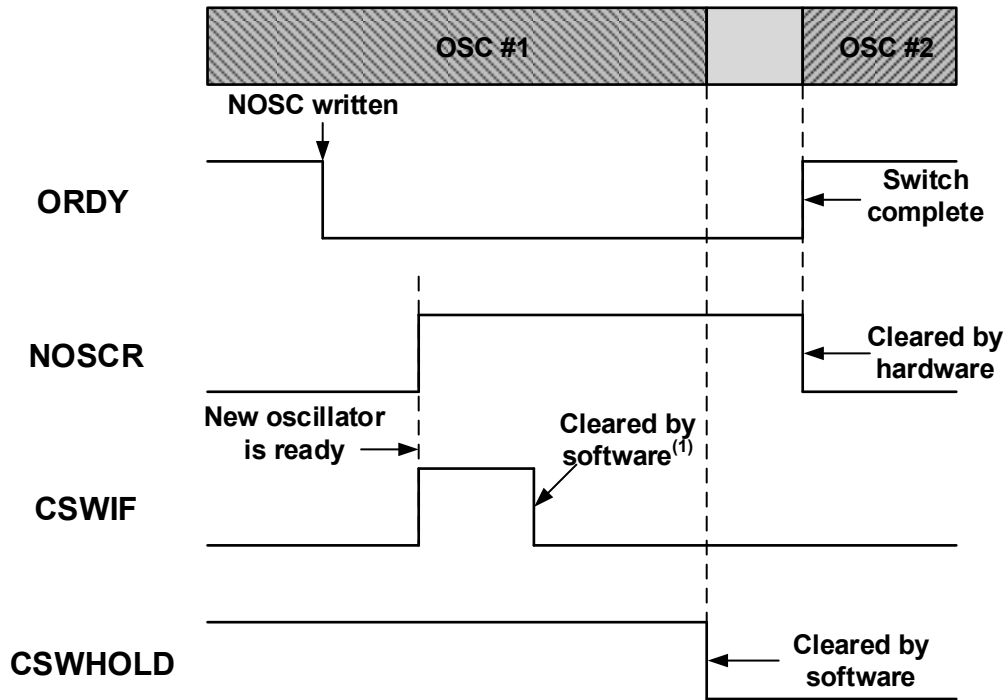 OSC #1
OSC #2
NOSC written
ORDY
Switch
complete
NOSCR
Cleared by
hardware
New oscillator
is ready
Cleared by
software(1)
CSWIF
CSWHOLD
Cleared by
software